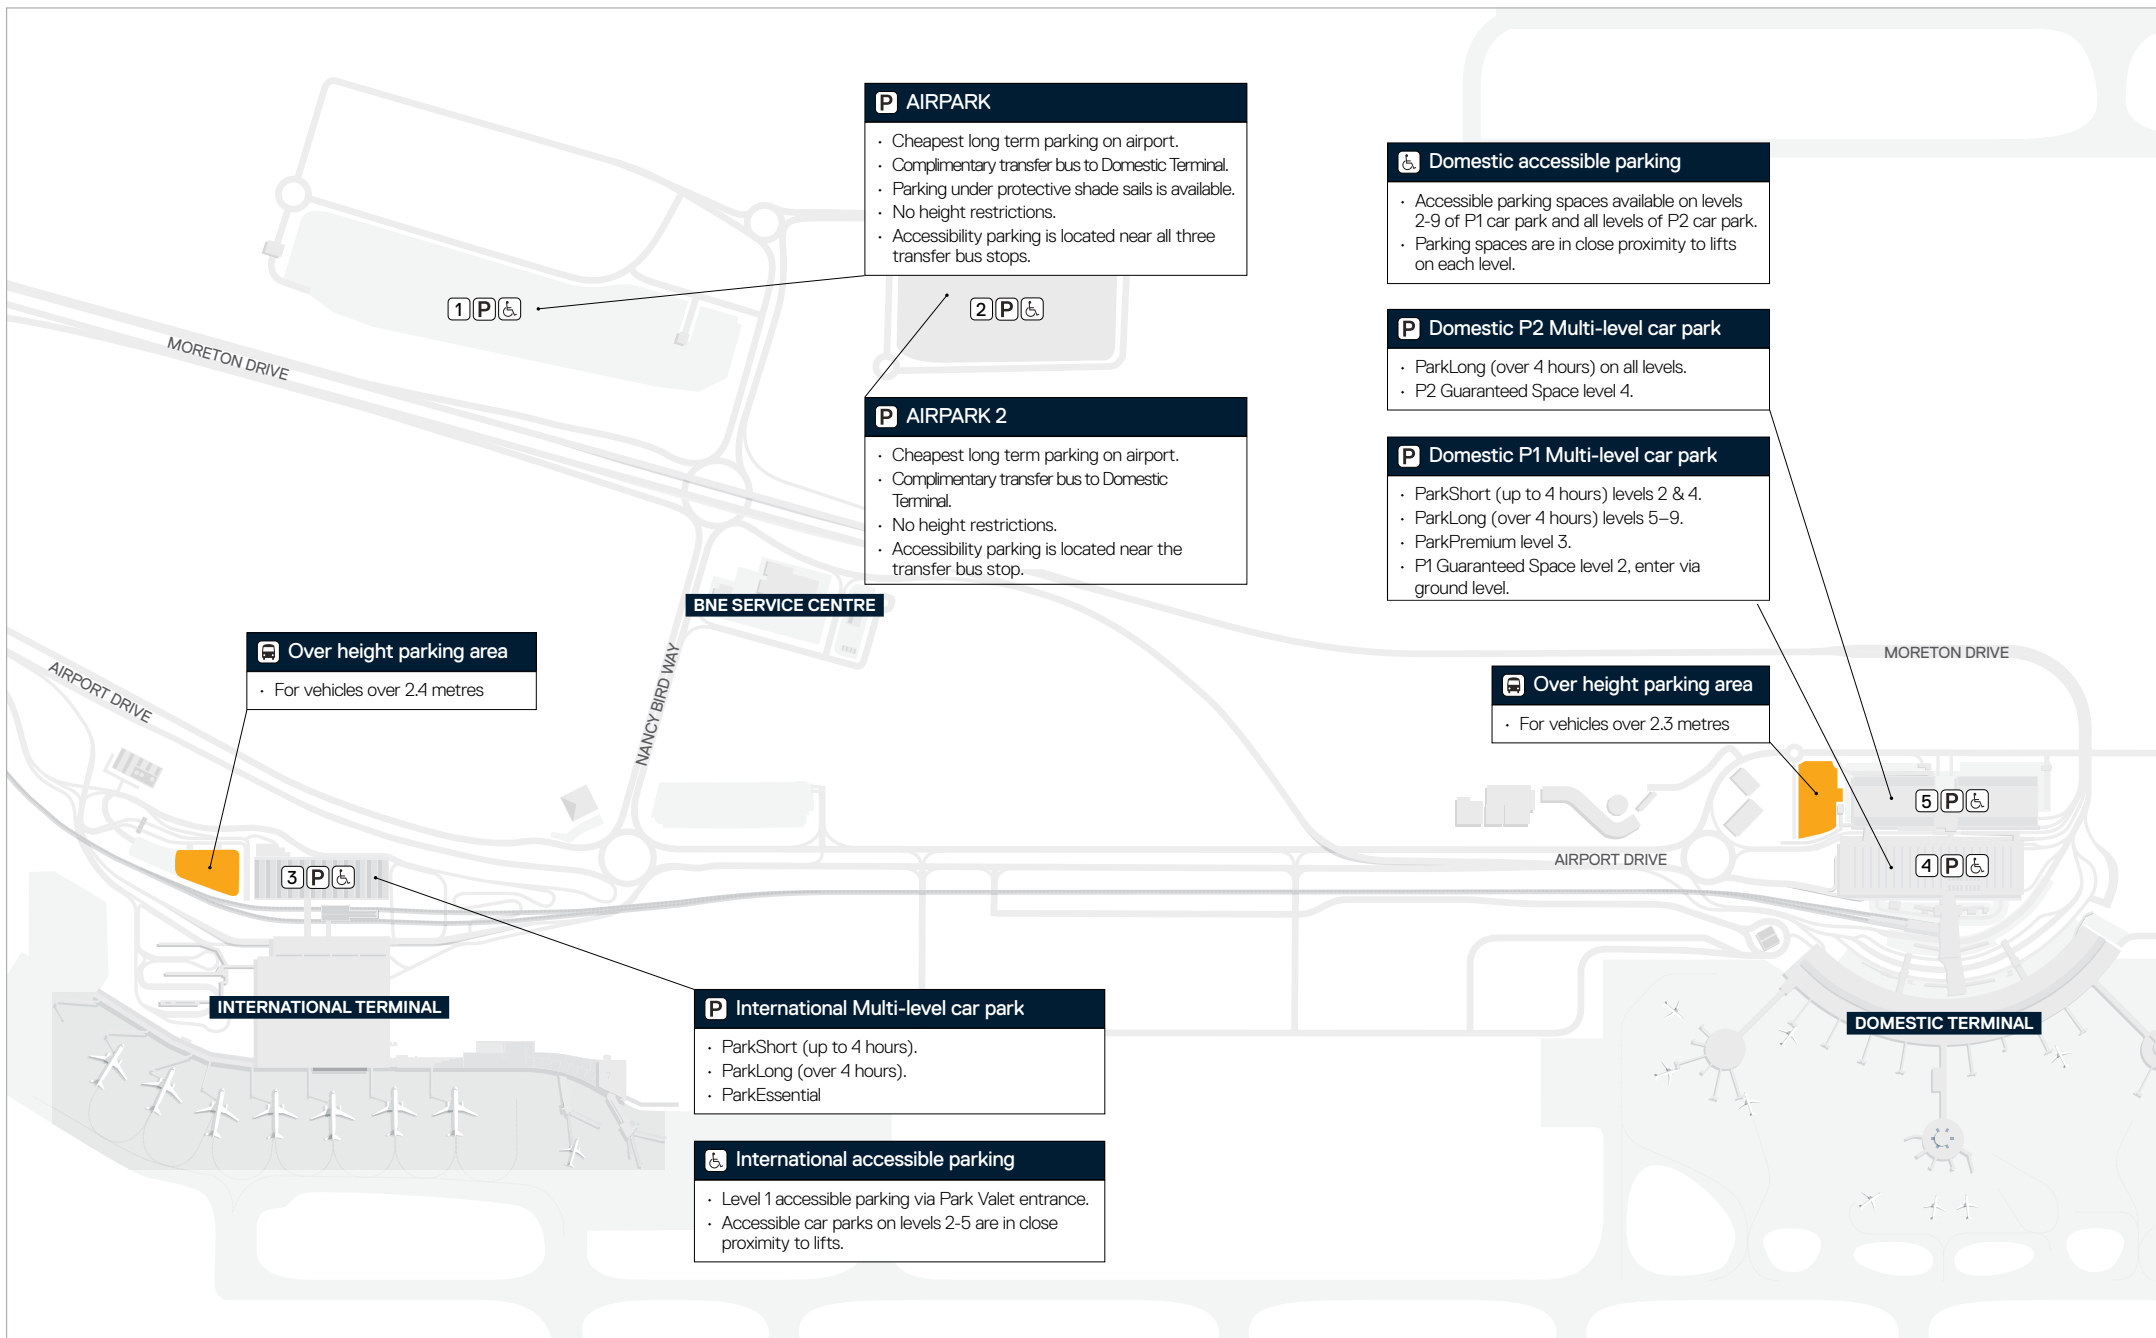 P AIRPARK
· Cheapest long term parking on airport.
· Complimentary transfer bus to Domestic Terminal.
· Parking under protective shade sails is available.
· No height restrictions.
· Accessibility parking is located near all three
transfer bus stops.
Domestic accessible parking
· Accessible parking spaces available on levels
2-9 of P1 car park and all levels of P2 car park.
· Parking spaces are in close proximity to lifts
on each level.
1 P
2 P
MORETON DRIVE
P Domestic P2 Multi-level car park
· ParkLong (over 4 hours) on all levels.
· P2 Guaranteed Space level 4.
P AIRPARK 2
· Cheapest long term parking on airport.
· Complimentary transfer bus to Domestic
Terminal.
· No height restrictions.
· Accessibility parking is located near the
transfer bus stop.
P Domestic P1 Multi-level car park
· ParkShort (up to 4 hours) levels 2 & 4.
· ParkLong (over 4 hours) levels 5–9.
· ParkPremium level 3.
· P1 Guaranteed Space level 2, enter via
ground level.
BNE SERVICE CENTRE
Over height parking area
· For vehicles over 2.4 metres
AIRPORT DRIVE
NANCY BIRD WAY
MORETON DRIVE
Over height parking area
· For vehicles over 2.3 metres
5 P
AIRPORT DRIVE
4 P
3 P
INTERNATIONAL TERMINAL
P International Multi-level car park
· ParkShort (up to 4 hours).
· ParkLong (over 4 hours).
· ParkEssential
DOMESTIC TERMINAL
International accessible parking
· Level 1 accessible parking via Park Valet entrance.
· Accessible car parks on levels 2-5 are in close
proximity to lifts.